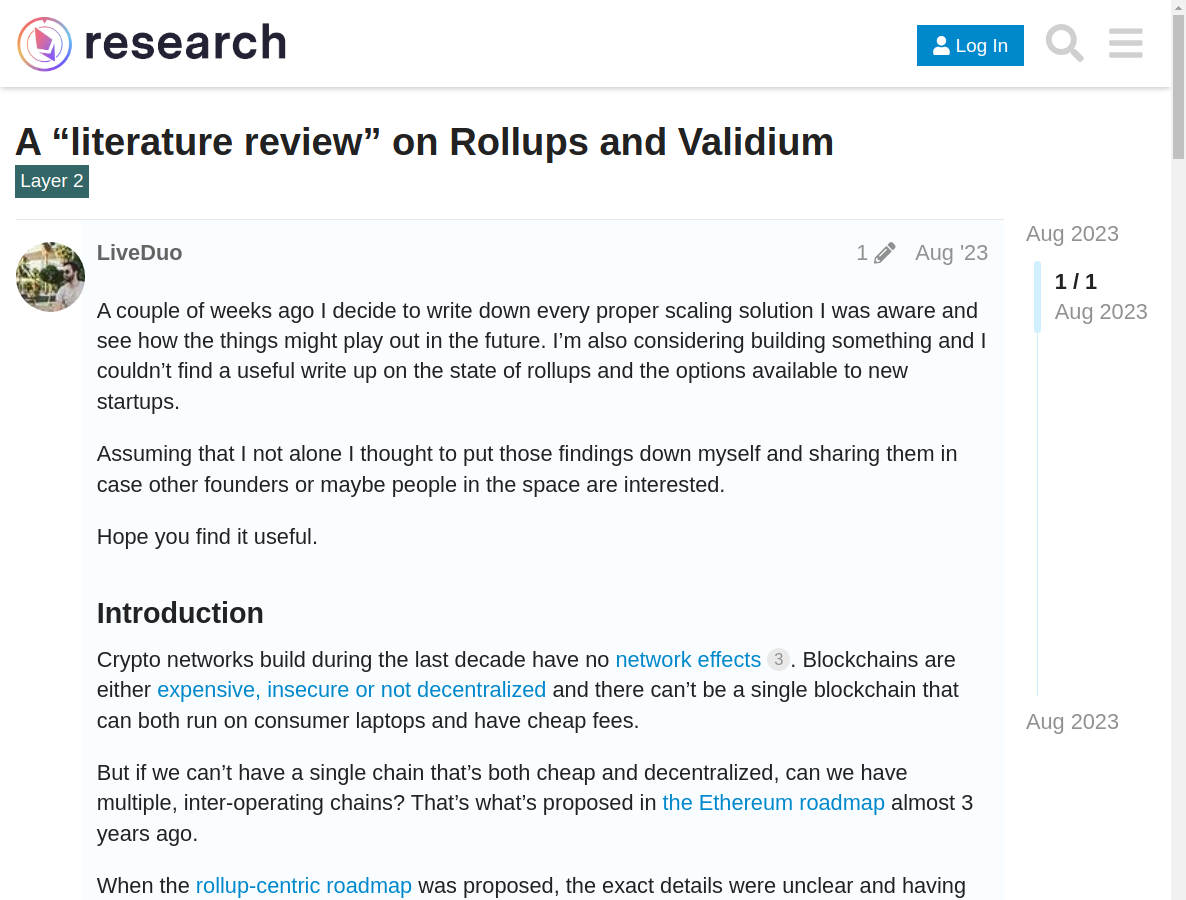 research
Log In
A “literature review” on Rollups and Validium
Layer 2
LiveDuo
1
Aug '23
A couple of weeks ago I decide to write down every proper scaling solution I was aware and
see how the things might play out in the future. I’m also considering building something and I
couldn’t find a useful write up on the state of rollups and the options available to new
startups.
Assuming that I not alone I thought to put those findings down myself and sharing them in
case other founders or maybe people in the space are interested.
Hope you find it useful.
Introduction
Crypto networks build during the last decade have no network effects 3. Blockchains are
either expensive, insecure or not decentralized and there can’t be a single blockchain that
can both run on consumer laptops and have cheap fees.
But if we can’t have a single chain that’s both cheap and decentralized, can we have
multiple, inter-operating chains? That’s what’s proposed in the Ethereum roadmap almost 3
years ago.
When the rollup-centric roadmap was proposed, the exact details were unclear and having
Aug 2023
1 / 1
Aug 2023
Aug 2023